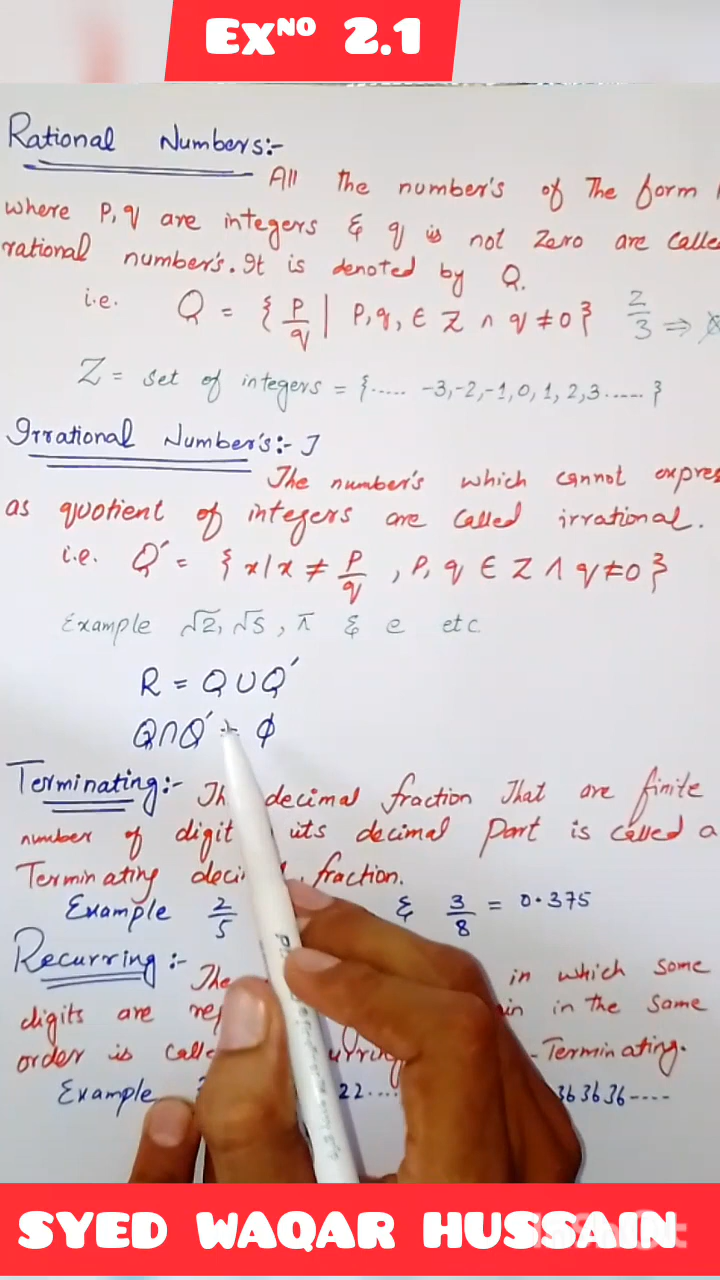 Ex^NO 2.1
Rational Numbers:-
All the number's of The form
where P, q are integers & q is not Zero are
rational number's. It is denoted by Q.
i.e. Q = { P/q | P, q, ∈ Z ∧ q ≠ 0 } 2/3 ⇒
Z = set of integers = {..... -3,-2,-1,0,1,2,3.....}
Irrational Number's:- I
The number's which cannot
as quotient of integers are called irrational.
i.e. Q' = { x/x ≠ P/q , P, q ∈ Z ∧ q ≠ 0 }
Example √2, √5, π & e etc
R = Q ∪ Q'
Q ∩ Q' = ϕ
Terminating:- decimal fraction That are finite
number of digit its decimal Part is called a
Terminating fraction.
Example 2/5 & 3/8 = 0.375
Recurring:- The in which some
digits are in the same
order is Terminating.
Example 22.... 363636----
SYED WAQAR HUSSAIN